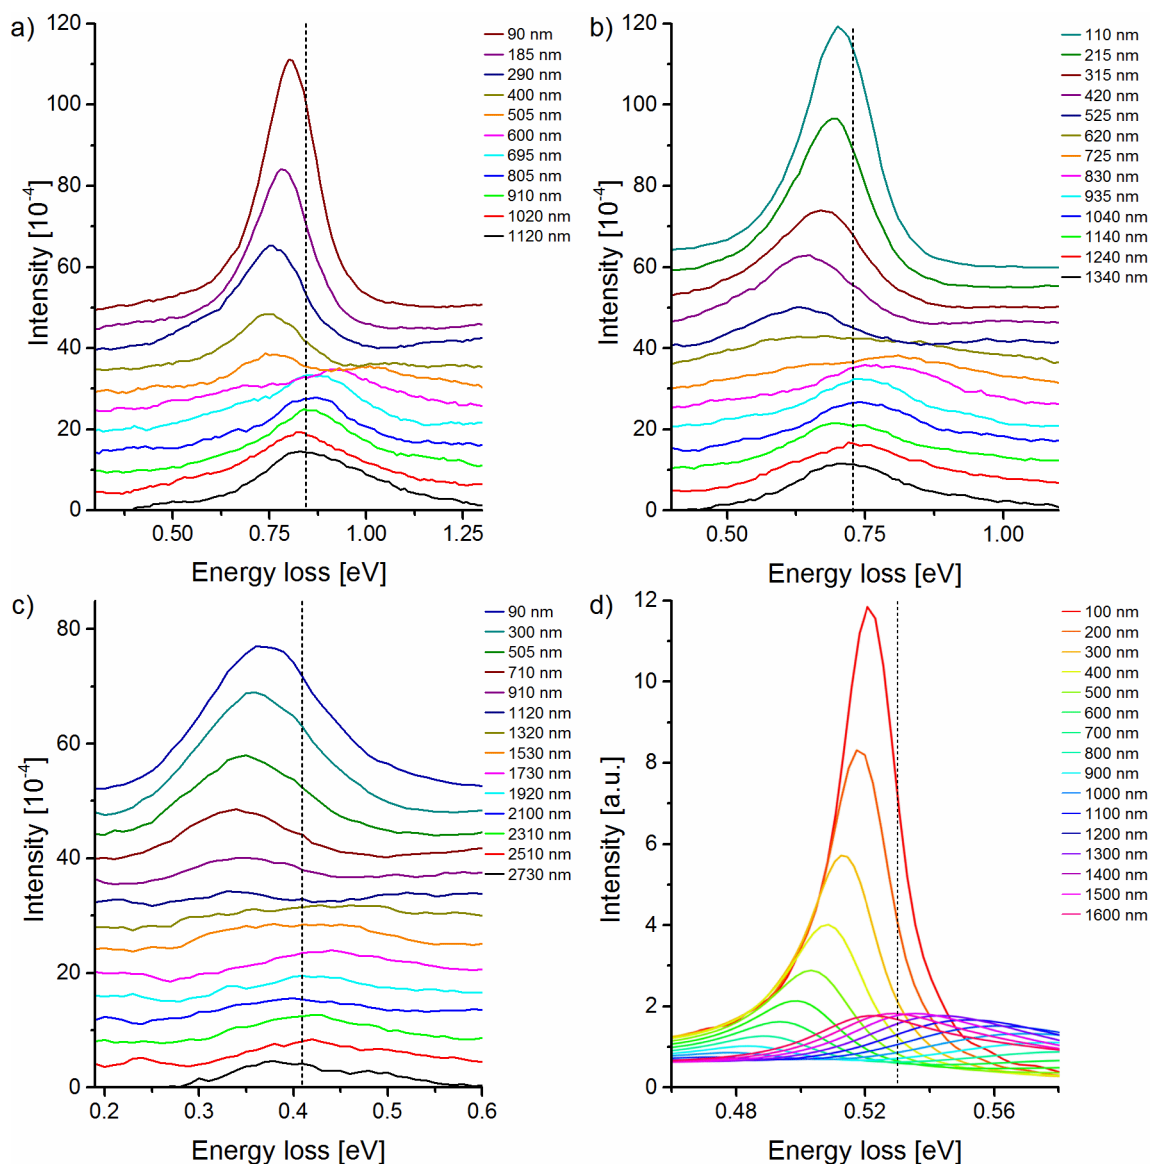 a)
120
100
80
60
40
20
0
Intensity [10⁻⁴]
0.50 0.75 1.00 1.25
Energy loss [eV]
90 nm
185 nm
290 nm
400 nm
505 nm
600 nm
695 nm
805 nm
910 nm
1020 nm
1120 nm
b)
120
100
80
60
40
20
0
Intensity [10⁻⁴]
0.50 0.75 1.00
Energy loss [eV]
110 nm
215 nm
315 nm
420 nm
525 nm
620 nm
725 nm
830 nm
935 nm
1040 nm
1140 nm
1240 nm
1340 nm
c)
80
60
40
20
0
Intensity [10⁻⁴]
0.2 0.3 0.4 0.5 0.6
Energy loss [eV]
90 nm
300 nm
505 nm
710 nm
910 nm
1120 nm
1320 nm
1530 nm
1730 nm
1920 nm
2100 nm
2310 nm
2510 nm
2730 nm
d)
12
10
8
6
4
2
0
Intensity [a.u.]
0.48 0.52 0.56
Energy loss [eV]
100 nm
200 nm
300 nm
400 nm
500 nm
600 nm
700 nm
800 nm
900 nm
1000 nm
1100 nm
1200 nm
1300 nm
1400 nm
1500 nm
1600 nm